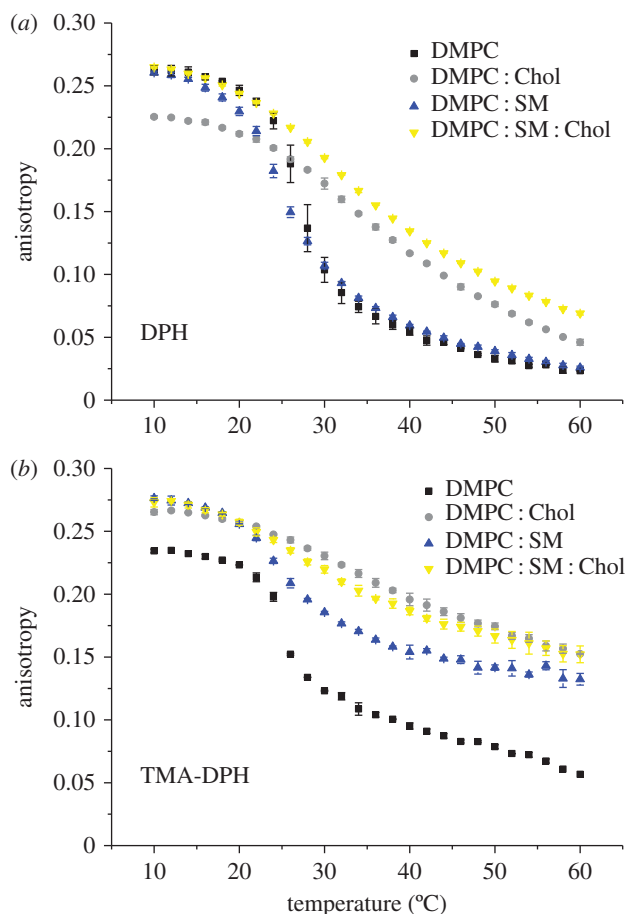 (a)
0.30
0.25
0.20
0.15
0.10
0.05
0
anisotropy
DMPC
DMPC : Chol
DMPC : SM
DMPC : SM : Chol
DPH
10 20 30 40 50 60
(b)
0.30
0.25
0.20
0.15
0.10
0.05
0
anisotropy
DMPC
DMPC : Chol
DMPC : SM
DMPC : SM : Chol
TMA-DPH
10 20 30 40 50 60
temperature (ºC)